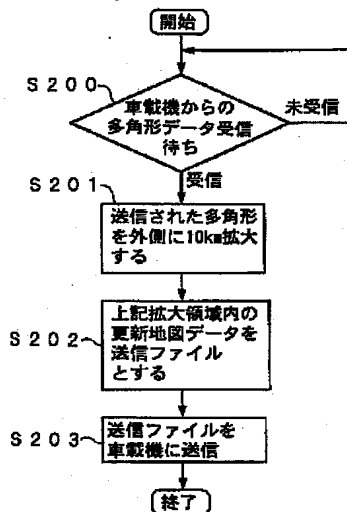 開始
S200
車載機からの
多角形データ受信
待ち
未受信
受信
S201
送信された多角形
を外側に10km拡大
する
S202
上記拡大領域内の
更新地図データを
送信ファイル
とする
S203
送信ファイルを
車載機に送信
終了